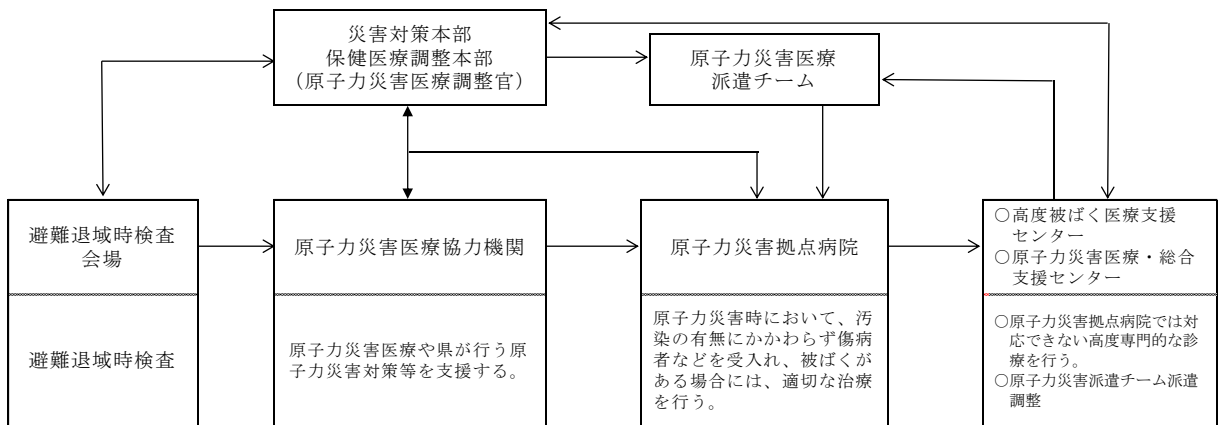 災害対策本部
保健医療調整本部
（原子力災害医療調整官）
原子力災害医療
派遣チーム
避難退域時検査
会場
原子力災害医療協力機関
原子力災害拠点病院
○高度被ばく医療支援
センター
○原子力災害医療・総合
支援センター
避難退域時検査
原子力災害医療や県が行う原
子力災害対策等を支援する。
原子力災害時において、汚
染の有無にかかわらず傷病
者などを受入れ、被ばくが
ある場合には、適切な治療
を行う。
○原子力災害拠点病院では対
応できない高度専門的な診
療を行う。
○原子力災害派遣チーム派遣
調整